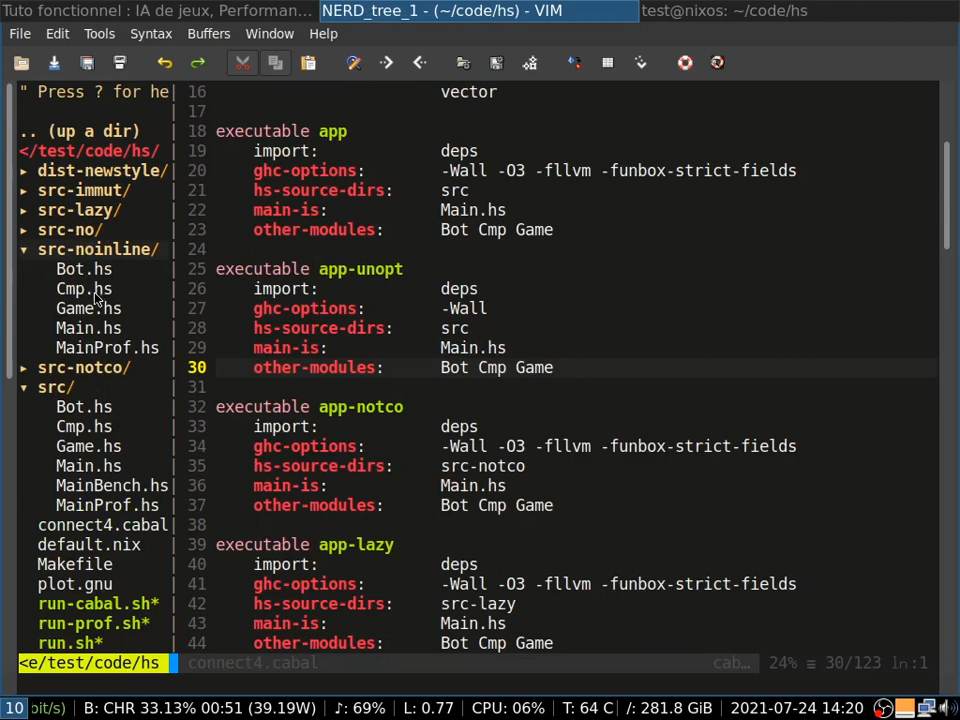 Tuto fonctionnel : IA de jeux, Performan... NERD_tree_1 - (~/code/hs) - VIM test@nixos: ~/code/hs
File Edit Tools Syntax Buffers Window Help
" Press ? for he
.. (up a dir)
</test/code/hs/
▸ dist-newstyle/
▸ src-immut/
▸ src-lazy/
▸ src-no/
▾ src-noinline/
Bot.hs
Cmp.hs
Game.hs
Main.hs
MainProf.hs
▸ src-notco/
▾ src/
Bot.hs
Cmp.hs
Game.hs
Main.hs
MainBench.hs
MainProf.hs
connect4.cabal
default.nix
Makefile
plot.gnu
run-cabal.sh*
run-prof.sh*
run.sh*
<e/test/code/hs
16 vector
17
18 executable app
19 import: deps
20 ghc-options: -Wall -O3 -fllvm -funbox-strict-fields
21 hs-source-dirs: src
22 main-is: Main.hs
23 other-modules: Bot Cmp Game
24
25 executable app-unopt
26 import: deps
27 ghc-options: -Wall
28 hs-source-dirs: src
29 main-is: Main.hs
30 other-modules: Bot Cmp Game
31
32 executable app-notco
33 import: deps
34 ghc-options: -Wall -O3 -fllvm -funbox-strict-fields
35 hs-source-dirs: src-notco
36 main-is: Main.hs
37 other-modules: Bot Cmp Game
38
39 executable app-lazy
40 import: deps
41 ghc-options: -Wall -O3 -fllvm -funbox-strict-fields
42 hs-source-dirs: src-lazy
43 main-is: Main.hs
44 other-modules: Bot Cmp Game
connect4.cabal cab... 24% ≡ 30/123 ln:1
10 bit/s) B: CHR 33.13% 00:51 (39.19W) ♪: 69% L: 0.77 CPU: 06% T: 64 C /: 281.8 GiB 2021-07-24 14:20